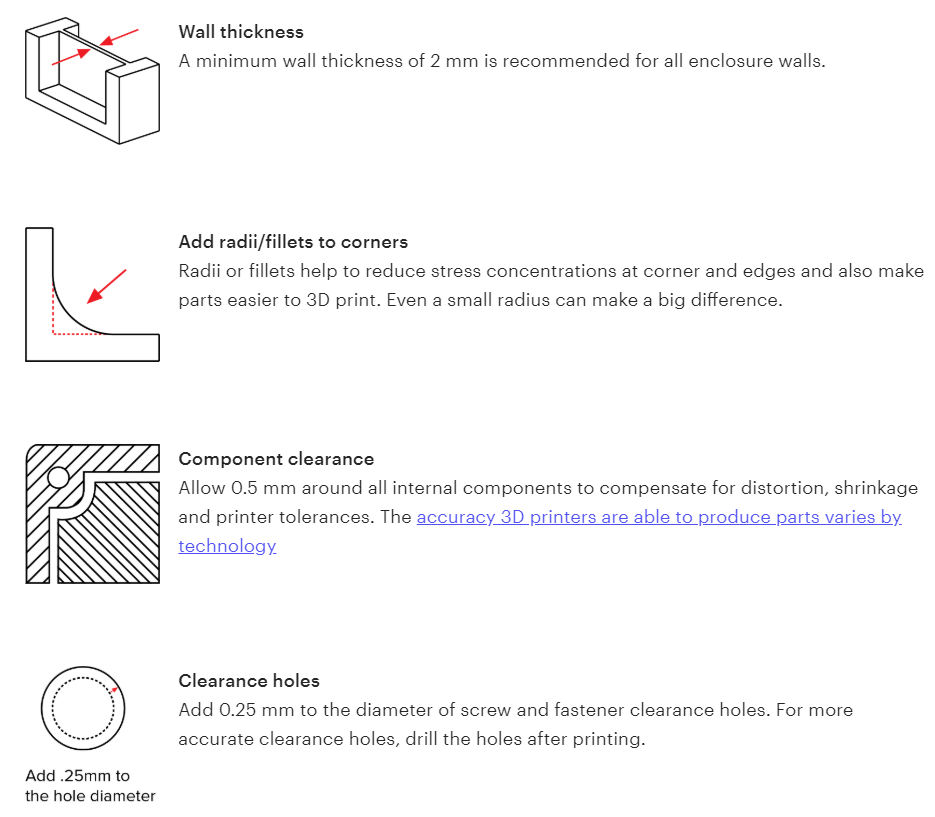 Wall thickness
A minimum wall thickness of 2 mm is recommended for all enclosure walls.
Add radii/fillets to corners
Radii or fillets help to reduce stress concentrations at corner and edges and also make
parts easier to 3D print. Even a small radius can make a big difference.
Component clearance
Allow 0.5 mm around all internal components to compensate for distortion, shrinkage
and printer tolerances. The accuracy 3D printers are able to produce parts varies by
technology
Clearance holes
Add 0.25 mm to the diameter of screw and fastener clearance holes. For more
accurate clearance holes, drill the holes after printing.
Add .25mm to
the hole diameter